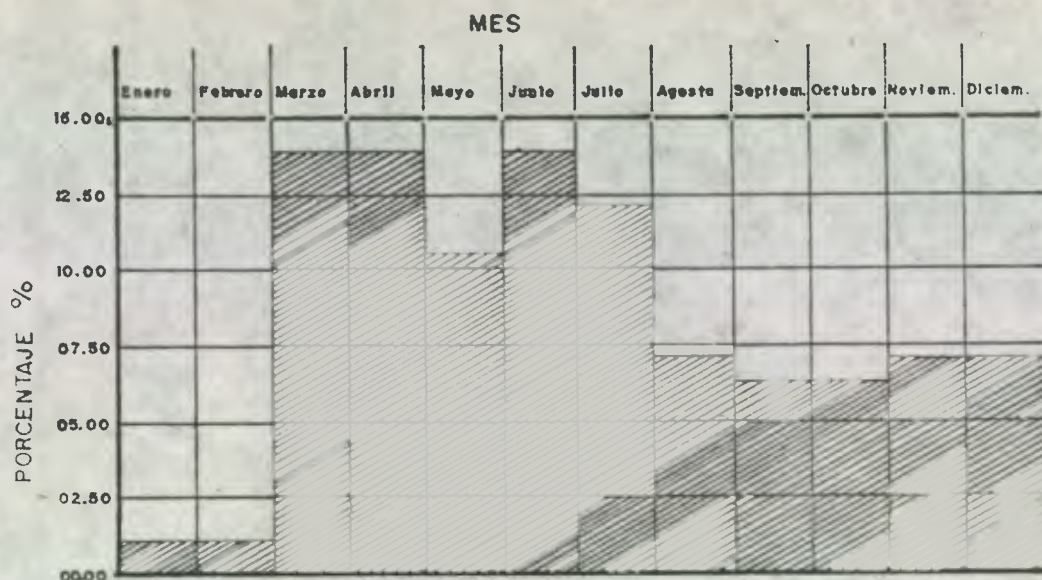 MES
Enero Febrero Marzo Abril Mayo Junio Julio Agosto Septiem. Octubre Noviem. Diciem.
15.00
12.50
10.00
07.50
05.00
02.50
00.00
PORCENTAJE %